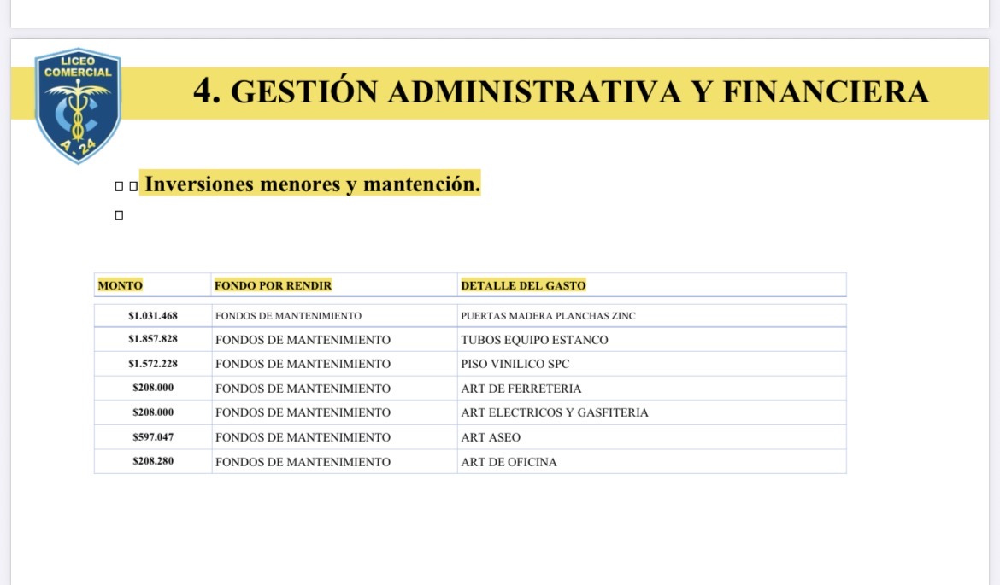 LICEO
COMERCIAL
A-24
4. GESTIÓN ADMINISTRATIVA Y FINANCIERA
Inversiones menores y mantención.
MONTO FONDO POR RENDIR DETALLE DEL GASTO
$1.031.468 FONDOS DE MANTENIMIENTO PUERTAS MADERA PLANCHAS ZINC
$1.857.828 FONDOS DE MANTENIMIENTO TUBOS EQUIPO ESTANCO
$1.572.228 FONDOS DE MANTENIMIENTO PISO VINILICO SPC
$208.000 FONDOS DE MANTENIMIENTO ART DE FERRETERIA
$208.000 FONDOS DE MANTENIMIENTO ART ELECTRICOS Y GASFITERIA
$597.047 FONDOS DE MANTENIMIENTO ART ASEO
$208.280 FONDOS DE MANTENIMIENTO ART DE OFICINA